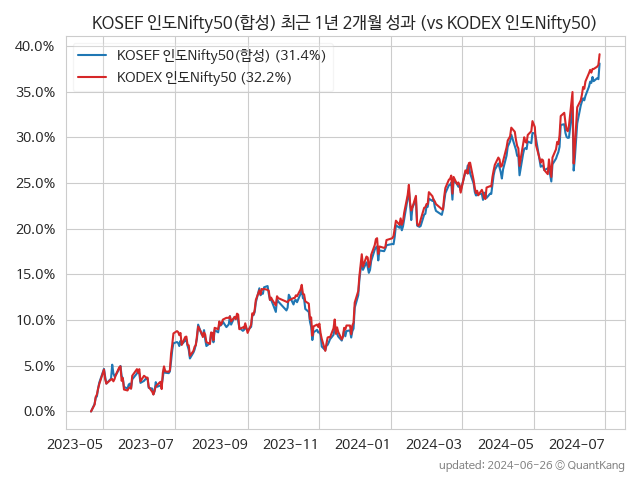 KOSEF 인도Nifty50(합성) 최근 1년 2개월 성과 (vs KODEX 인도Nifty50)
KOSEF 인도Nifty50(합성) (31.4%)
KODEX 인도Nifty50 (32.2%)
40.0%
35.0%
30.0%
25.0%
20.0%
15.0%
10.0%
5.0%
0.0%
2023-05 2023-07 2023-09 2023-11 2024-01 2024-03 2024-05 2024-07
updated: 2024-06-26 © QuantKang